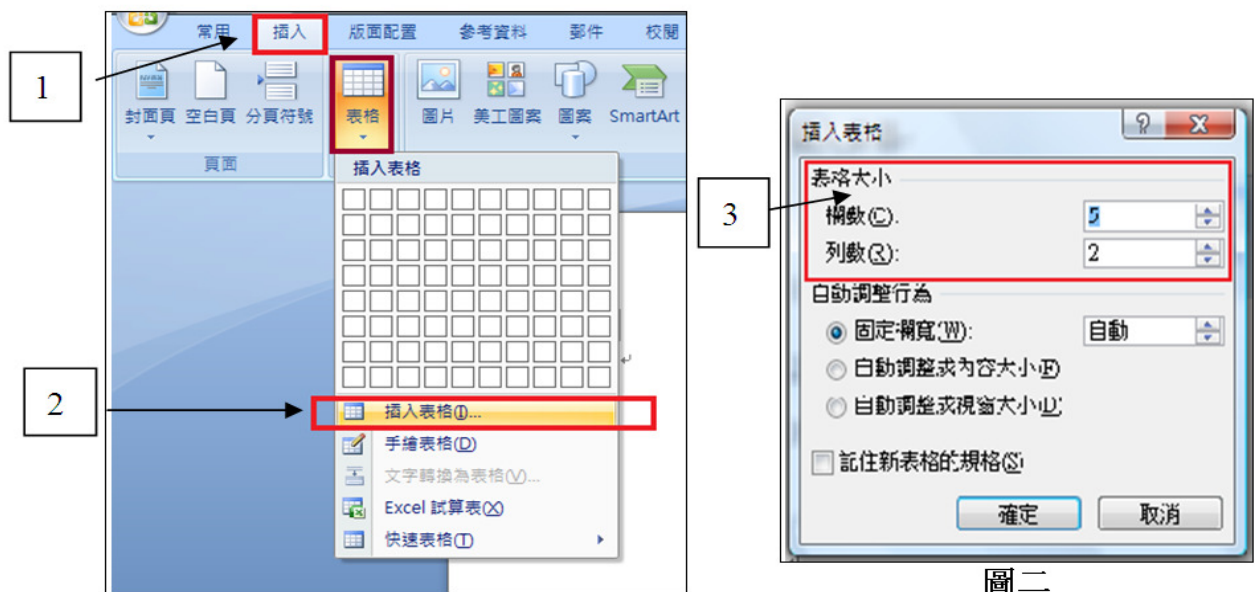 1
常用 插入 版面配置 參考資料 郵件 校閱
封面頁 空白頁 分頁符號 表格 圖片 美工圖案 圖案 SmartArt
頁面
插入表格
2
插入表格(I)...
手繪表格(D)
文字轉換為表格(V)...
Excel 試算表(X)
快速表格(T)
3
插入表格
表格大小
欄數(C):
5
列數(R):
2
自動調整行為
固定欄寬(W):
自動
自動調整成內容大小(F)
自動調整成視窗大小(D)
記住新表格的規格(S)
確定 取消
圖二